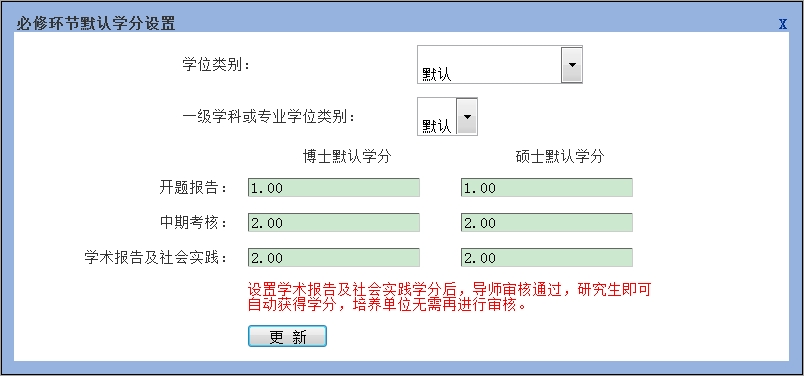 必修环节默认学分设置 X
学位类别：
默认
一级学科或专业学位类别：
默认
博士默认学分 硕士默认学分
开题报告： 1.00 1.00
中期考核： 2.00 2.00
学术报告及社会实践： 2.00 2.00
设置学术报告及社会实践学分后，导师审核通过，研究生即可
自动获得学分，培养单位无需再进行审核。
更 新